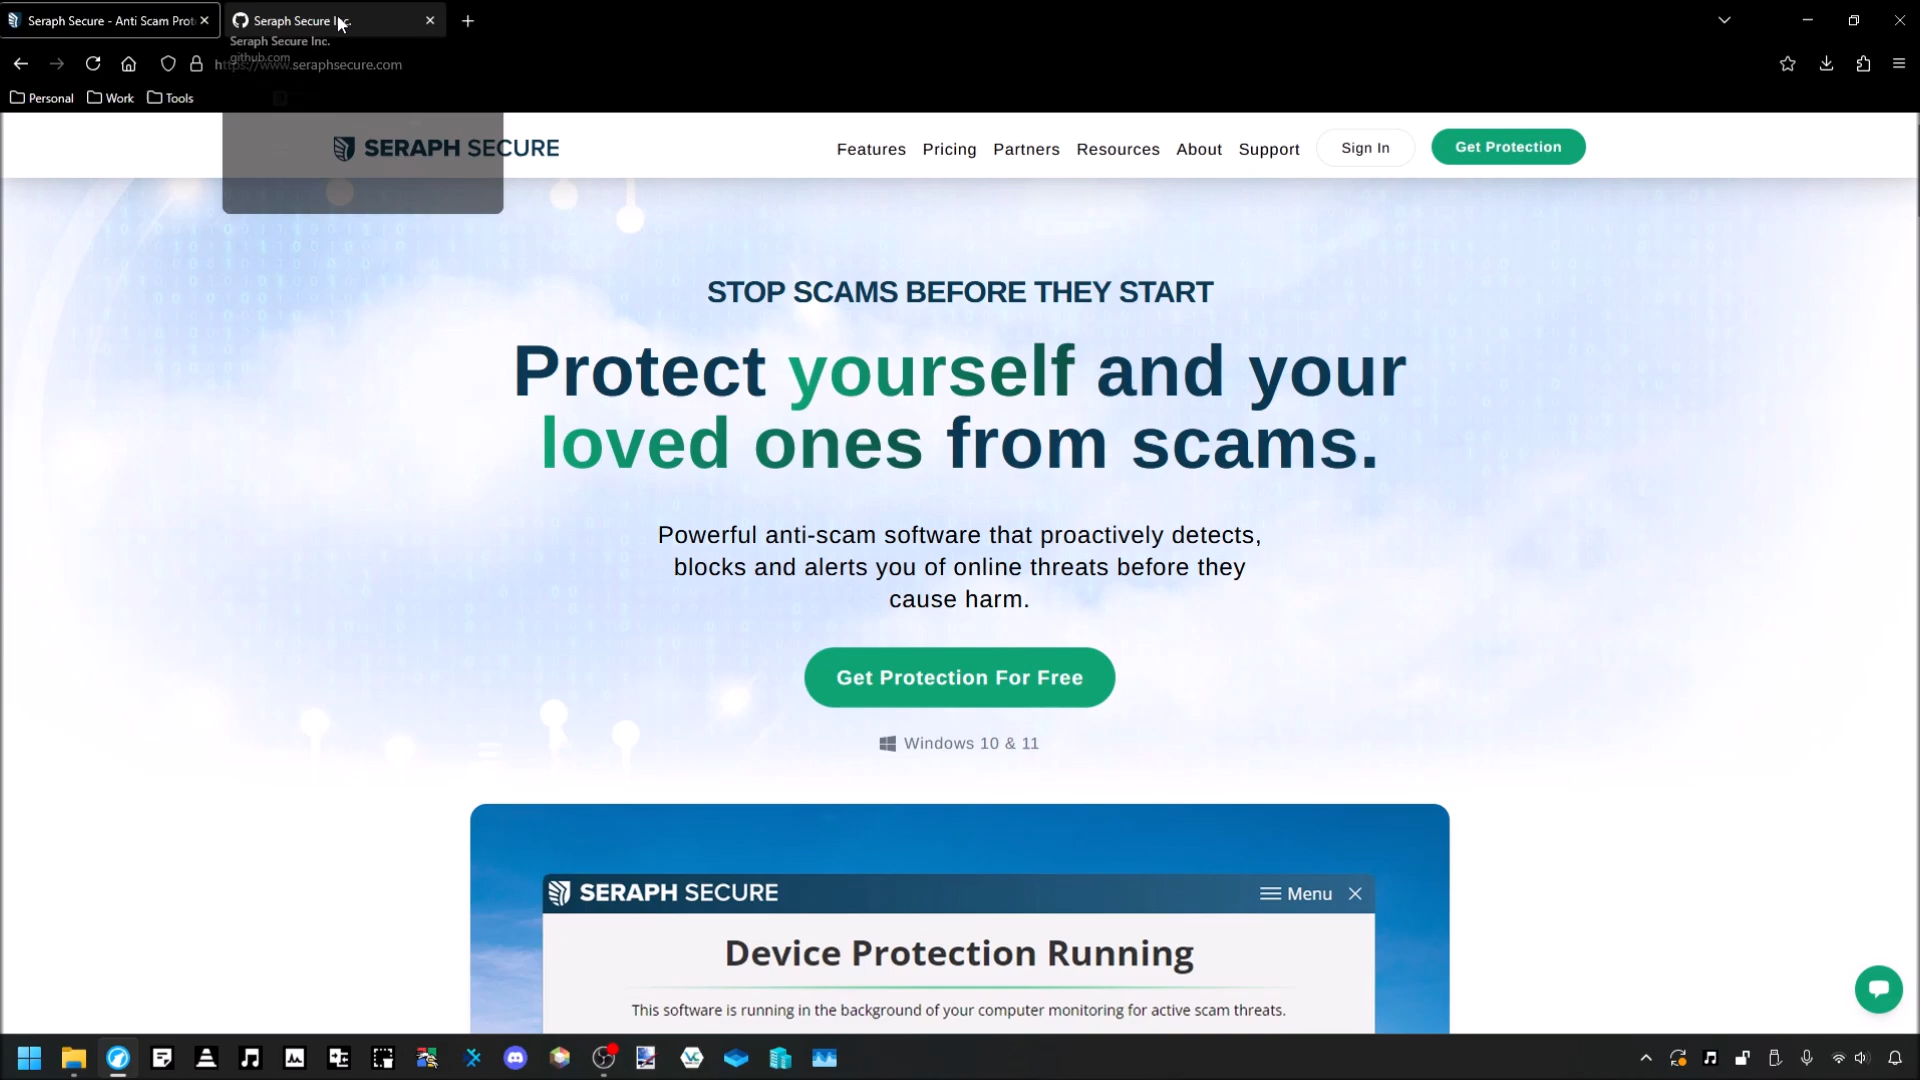 Seraph Secure - Anti Scam Prot
Seraph Secure Inc.
Seraph Secure Inc.
github.com
https://www.seraphsecure.com
Personal Work Tools
SERAPH SECURE
Features Pricing Partners Resources About Support Sign In Get Protection
STOP SCAMS BEFORE THEY START
Protect yourself and your
loved ones from scams.
Powerful anti-scam software that proactively detects,
blocks and alerts you of online threats before they
cause harm.
Get Protection For Free
Windows 10 & 11
SERAPH SECURE Menu
Device Protection Running
This software is running in the background of your computer monitoring for active scam threats.